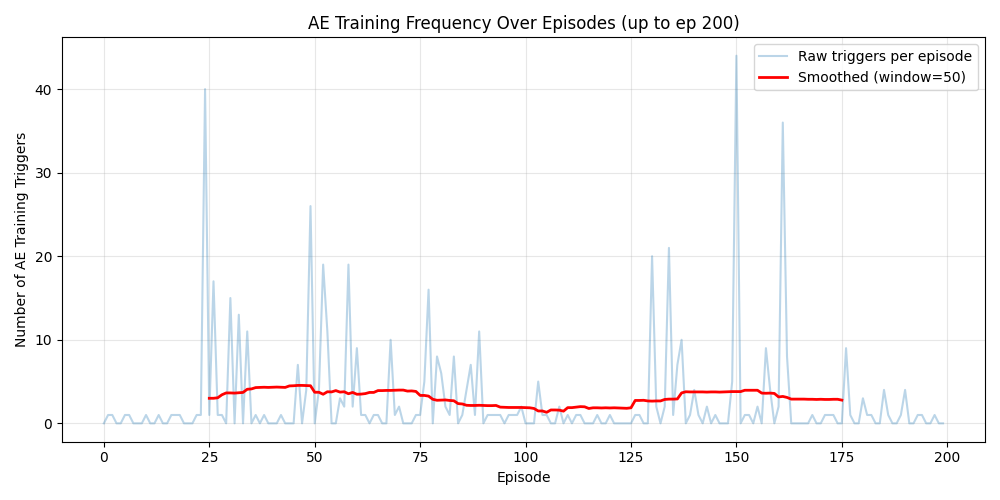 AE Training Frequency Over Episodes (up to ep 200)
Raw triggers per episode
Smoothed (window=50)
Number of AE Training Triggers
40
30
20
10
0
0 25 50 75 100 125 150 175 200
Episode